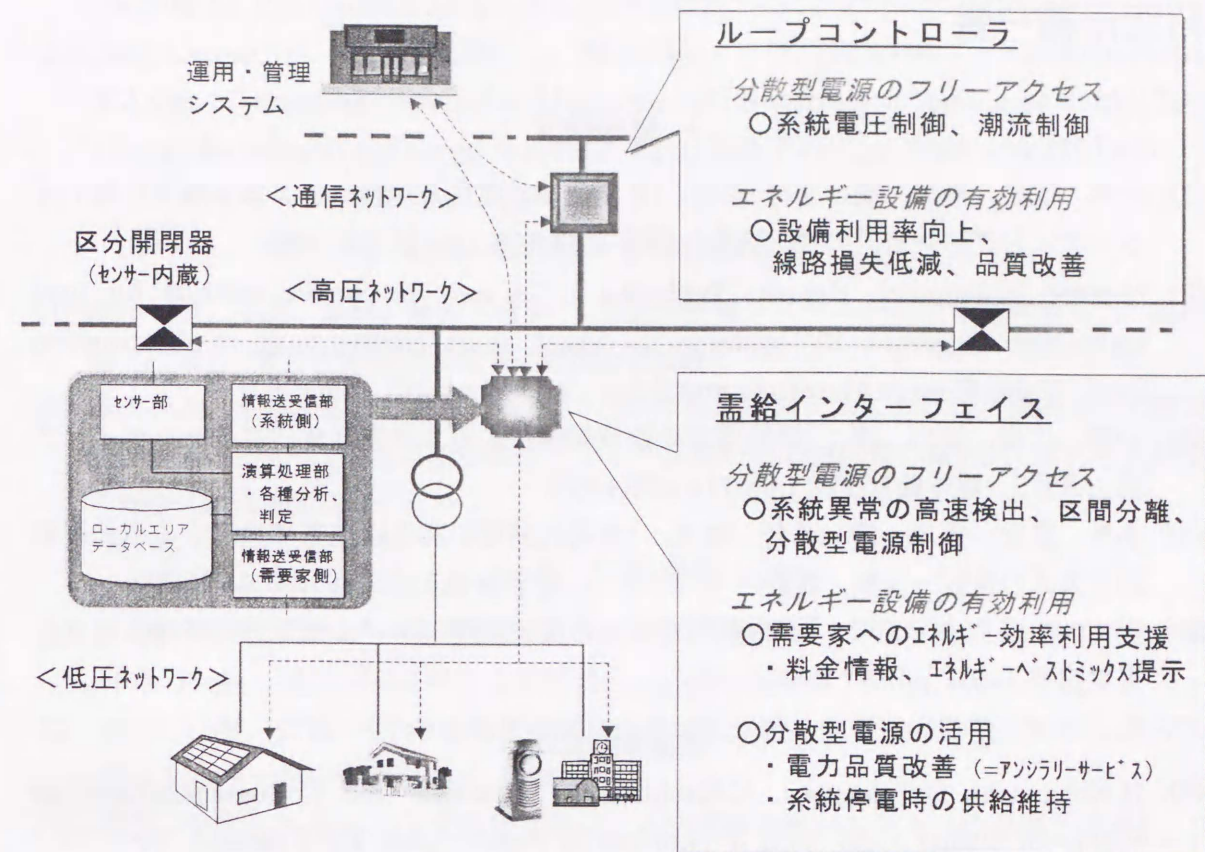 運用・管理
システム
ループコントローラ
分散型電源のフリーアクセス
○系統電圧制御、潮流制御
エネルギー設備の有効利用
○設備利用率向上、
線路損失低減、品質改善
＜通信ﾈｯﾄﾜｰｸ＞
区分開閉器
(ｾﾝｻｰ内蔵)
＜高圧ﾈｯﾄﾜｰｸ＞
ｾﾝｻｰ部
情報送受信部
(系統側)
演算処理部
・各種分析、
判定
ローカルエリア
データベース
情報送受信部
(需要家側)
需給インターフェイス
分散型電源のフリーアクセス
○系統異常の高速検出、区間分離、
分散型電源制御
エネルギー設備の有効利用
○需要家へのｴﾈﾙｷﾞｰ効率利用支援
・料金情報、ｴﾈﾙｷﾞｰﾍﾞｽﾄﾐｯｸｽ提示
○分散型電源の活用
・電力品質改善 (=ｱﾝｼﾗﾘｰｻｰﾋﾞｽ)
・系統停電時の供給維持
＜低圧ﾈｯﾄﾜｰｸ＞